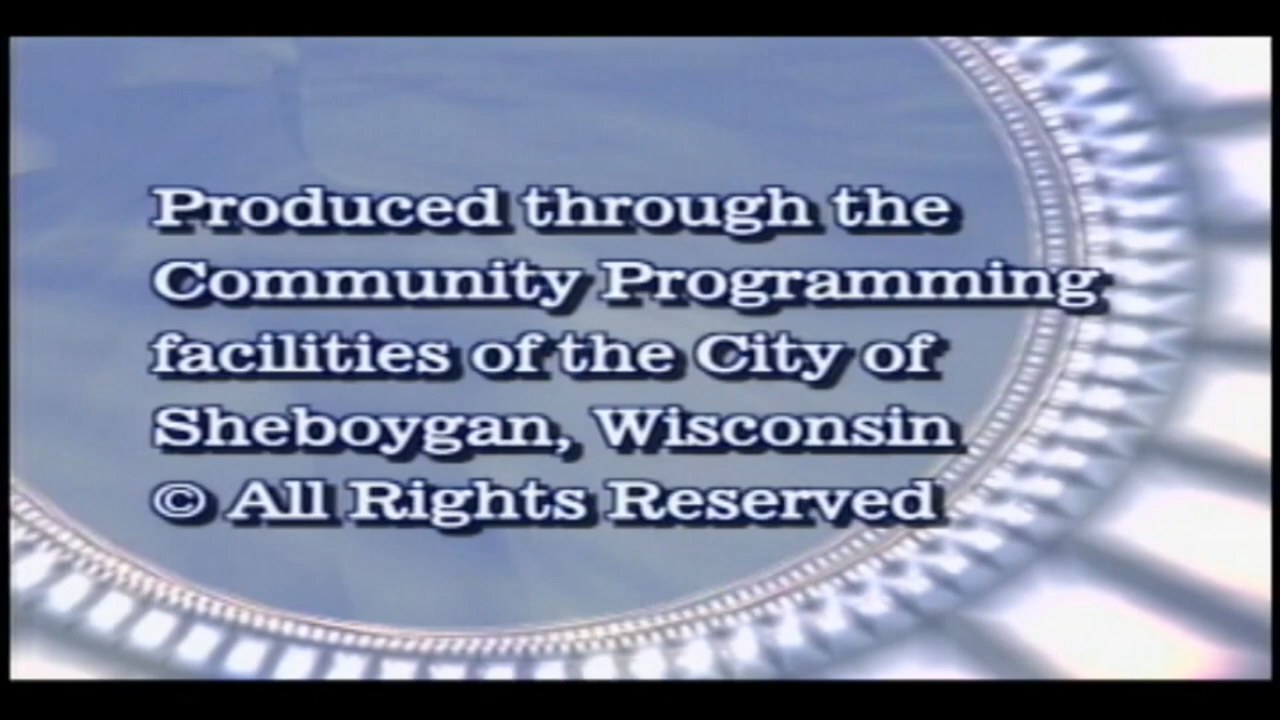 Produced through the
Community Programming
facilities of the City of
Sheboygan, Wisconsin
© All Rights Reserved